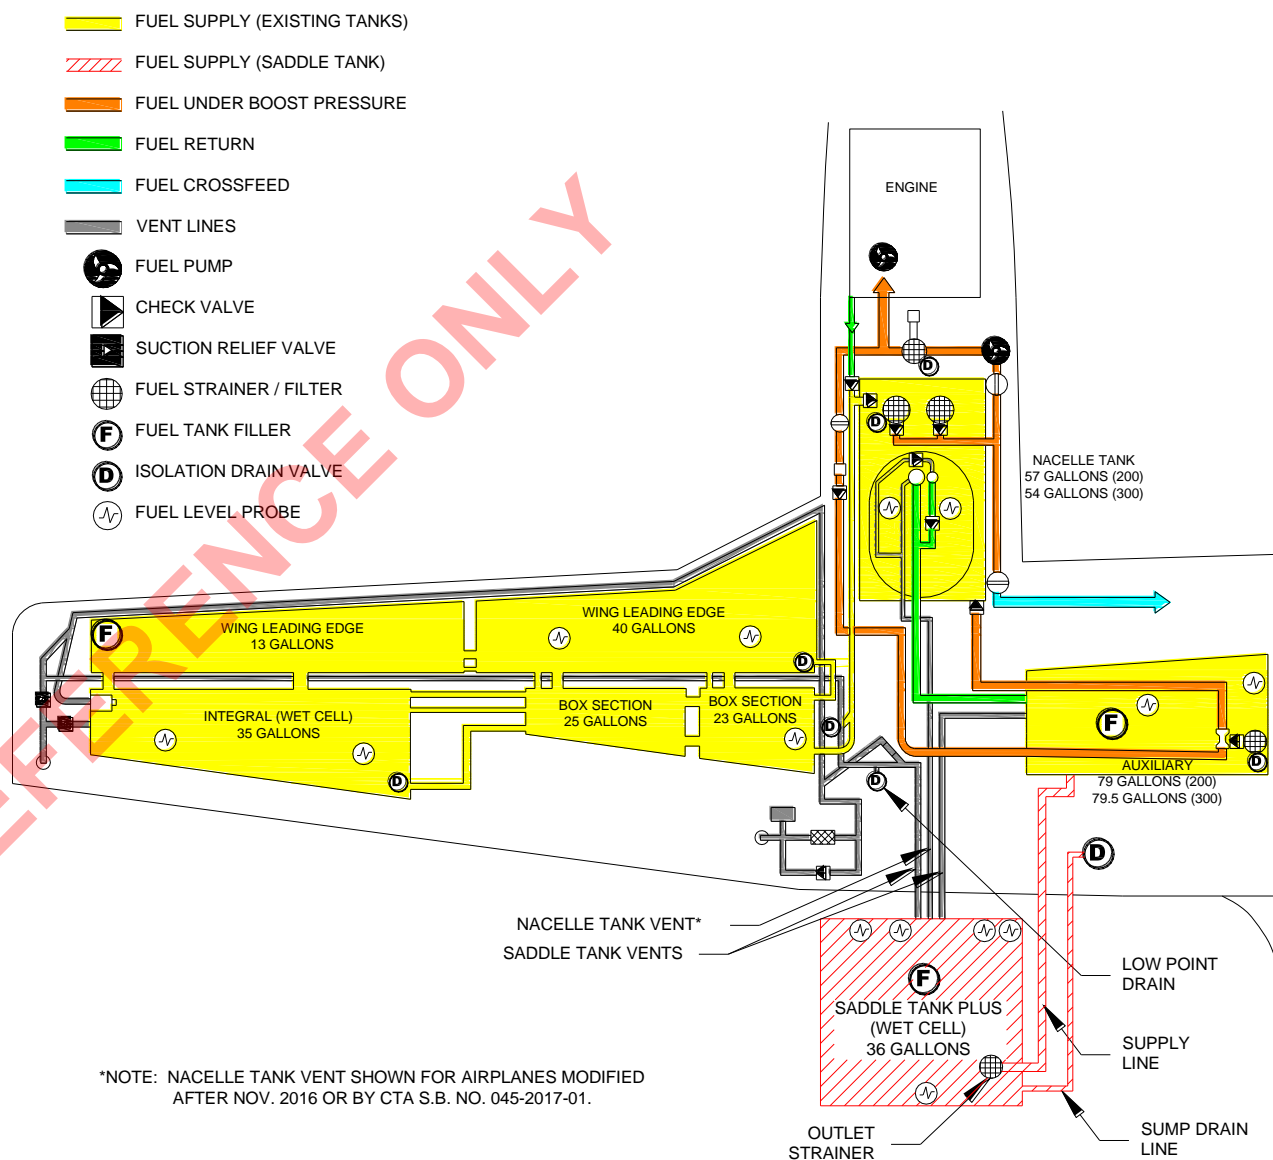 FUEL SUPPLY (EXISTING TANKS)
FUEL SUPPLY (SADDLE TANK)
FUEL UNDER BOOST PRESSURE
FUEL RETURN
FUEL CROSSFEED
VENT LINES
FUEL PUMP
CHECK VALVE
SUCTION RELIEF VALVE
FUEL STRAINER / FILTER
F FUEL TANK FILLER
D ISOLATION DRAIN VALVE
FUEL LEVEL PROBE
EFERENCE ONLY
ENGINE
D
D
NACELLE TANK
57 GALLONS (200)
54 GALLONS (300)
F
WING LEADING EDGE
13 GALLONS
WING LEADING EDGE
40 GALLONS
D
INTEGRAL (WET CELL)
35 GALLONS
D
BOX SECTION
25 GALLONS
BOX SECTION
23 GALLONS
D
F
D
AUXILIARY
79 GALLONS (200)
79.5 GALLONS (300)
D
D
NACELLE TANK VENT*
SADDLE TANK VENTS
LOW POINT
DRAIN
F
SADDLE TANK PLUS
(WET CELL)
36 GALLONS
SUPPLY
LINE
*NOTE: NACELLE TANK VENT SHOWN FOR AIRPLANES MODIFIED
AFTER NOV. 2016 OR BY CTA S.B. NO. 045-2017-01.
OUTLET
STRAINER
SUMP DRAIN
LINE